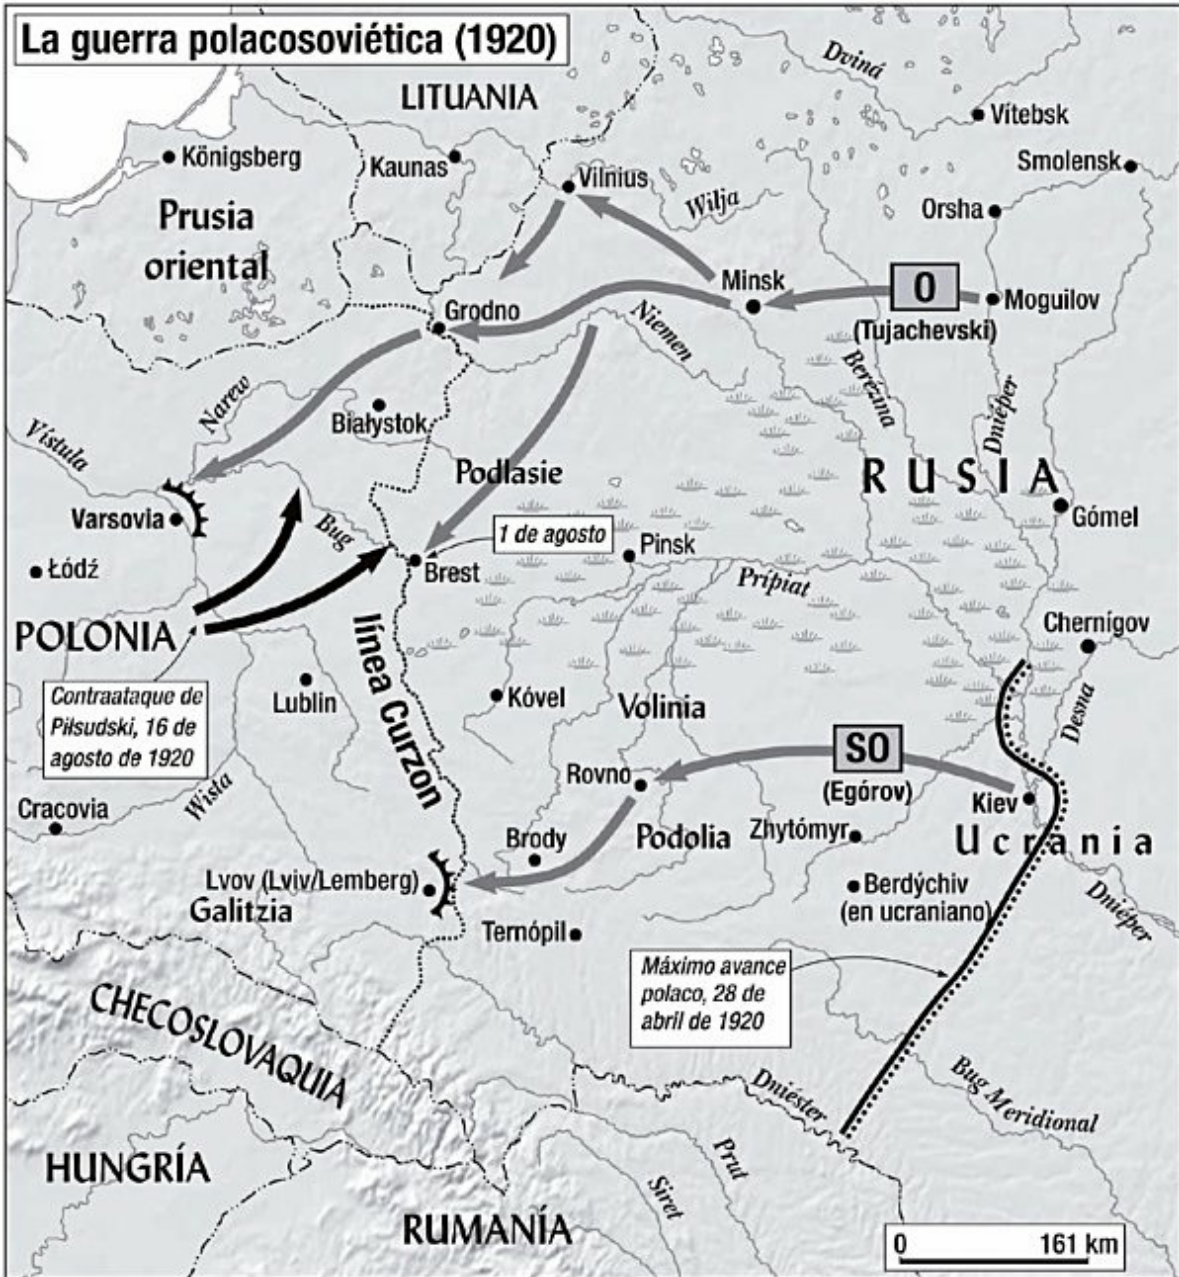 La guerra polacosoviética (1920)
Dviná
LITUANIA
Vítebsk
Königsberg
Kaunas
Smolensk
Vilnius
Wilja
Orsha
Prusia
oriental
Minsk
O
Moguilov
(Tujachevski)
Grodno
Niemen
Berézina
Dniéper
Narew
Białystok
Vístula
Podlasie
RUSIA
Varsovia
Bug
1 de agosto
Gómel
Pinsk
Łódź
Brest
Prípiat
POLONIA
línea Curzon
Chernígov
Contraataque de
Piłsudski, 16 de
agosto de 1920
Lublin
Kóvel
Volinia
Desna
SO
Rovno
(Egórov)
Kiev
Wista
Cracovia
Brody
Podolia
Zhytómyr
Ucrania
Lvov (Lviv/Lemberg)
Galitzia
Berdýchiv
(en ucraniano)
Dniéper
Ternópil
Máximo avance
polaco, 28 de
abril de 1920
CHECOSLOVAQUIA
Dniéster
Bug Meridional
HUNGRÍA
Prut
Siret
RUMANÍA
0 161 km